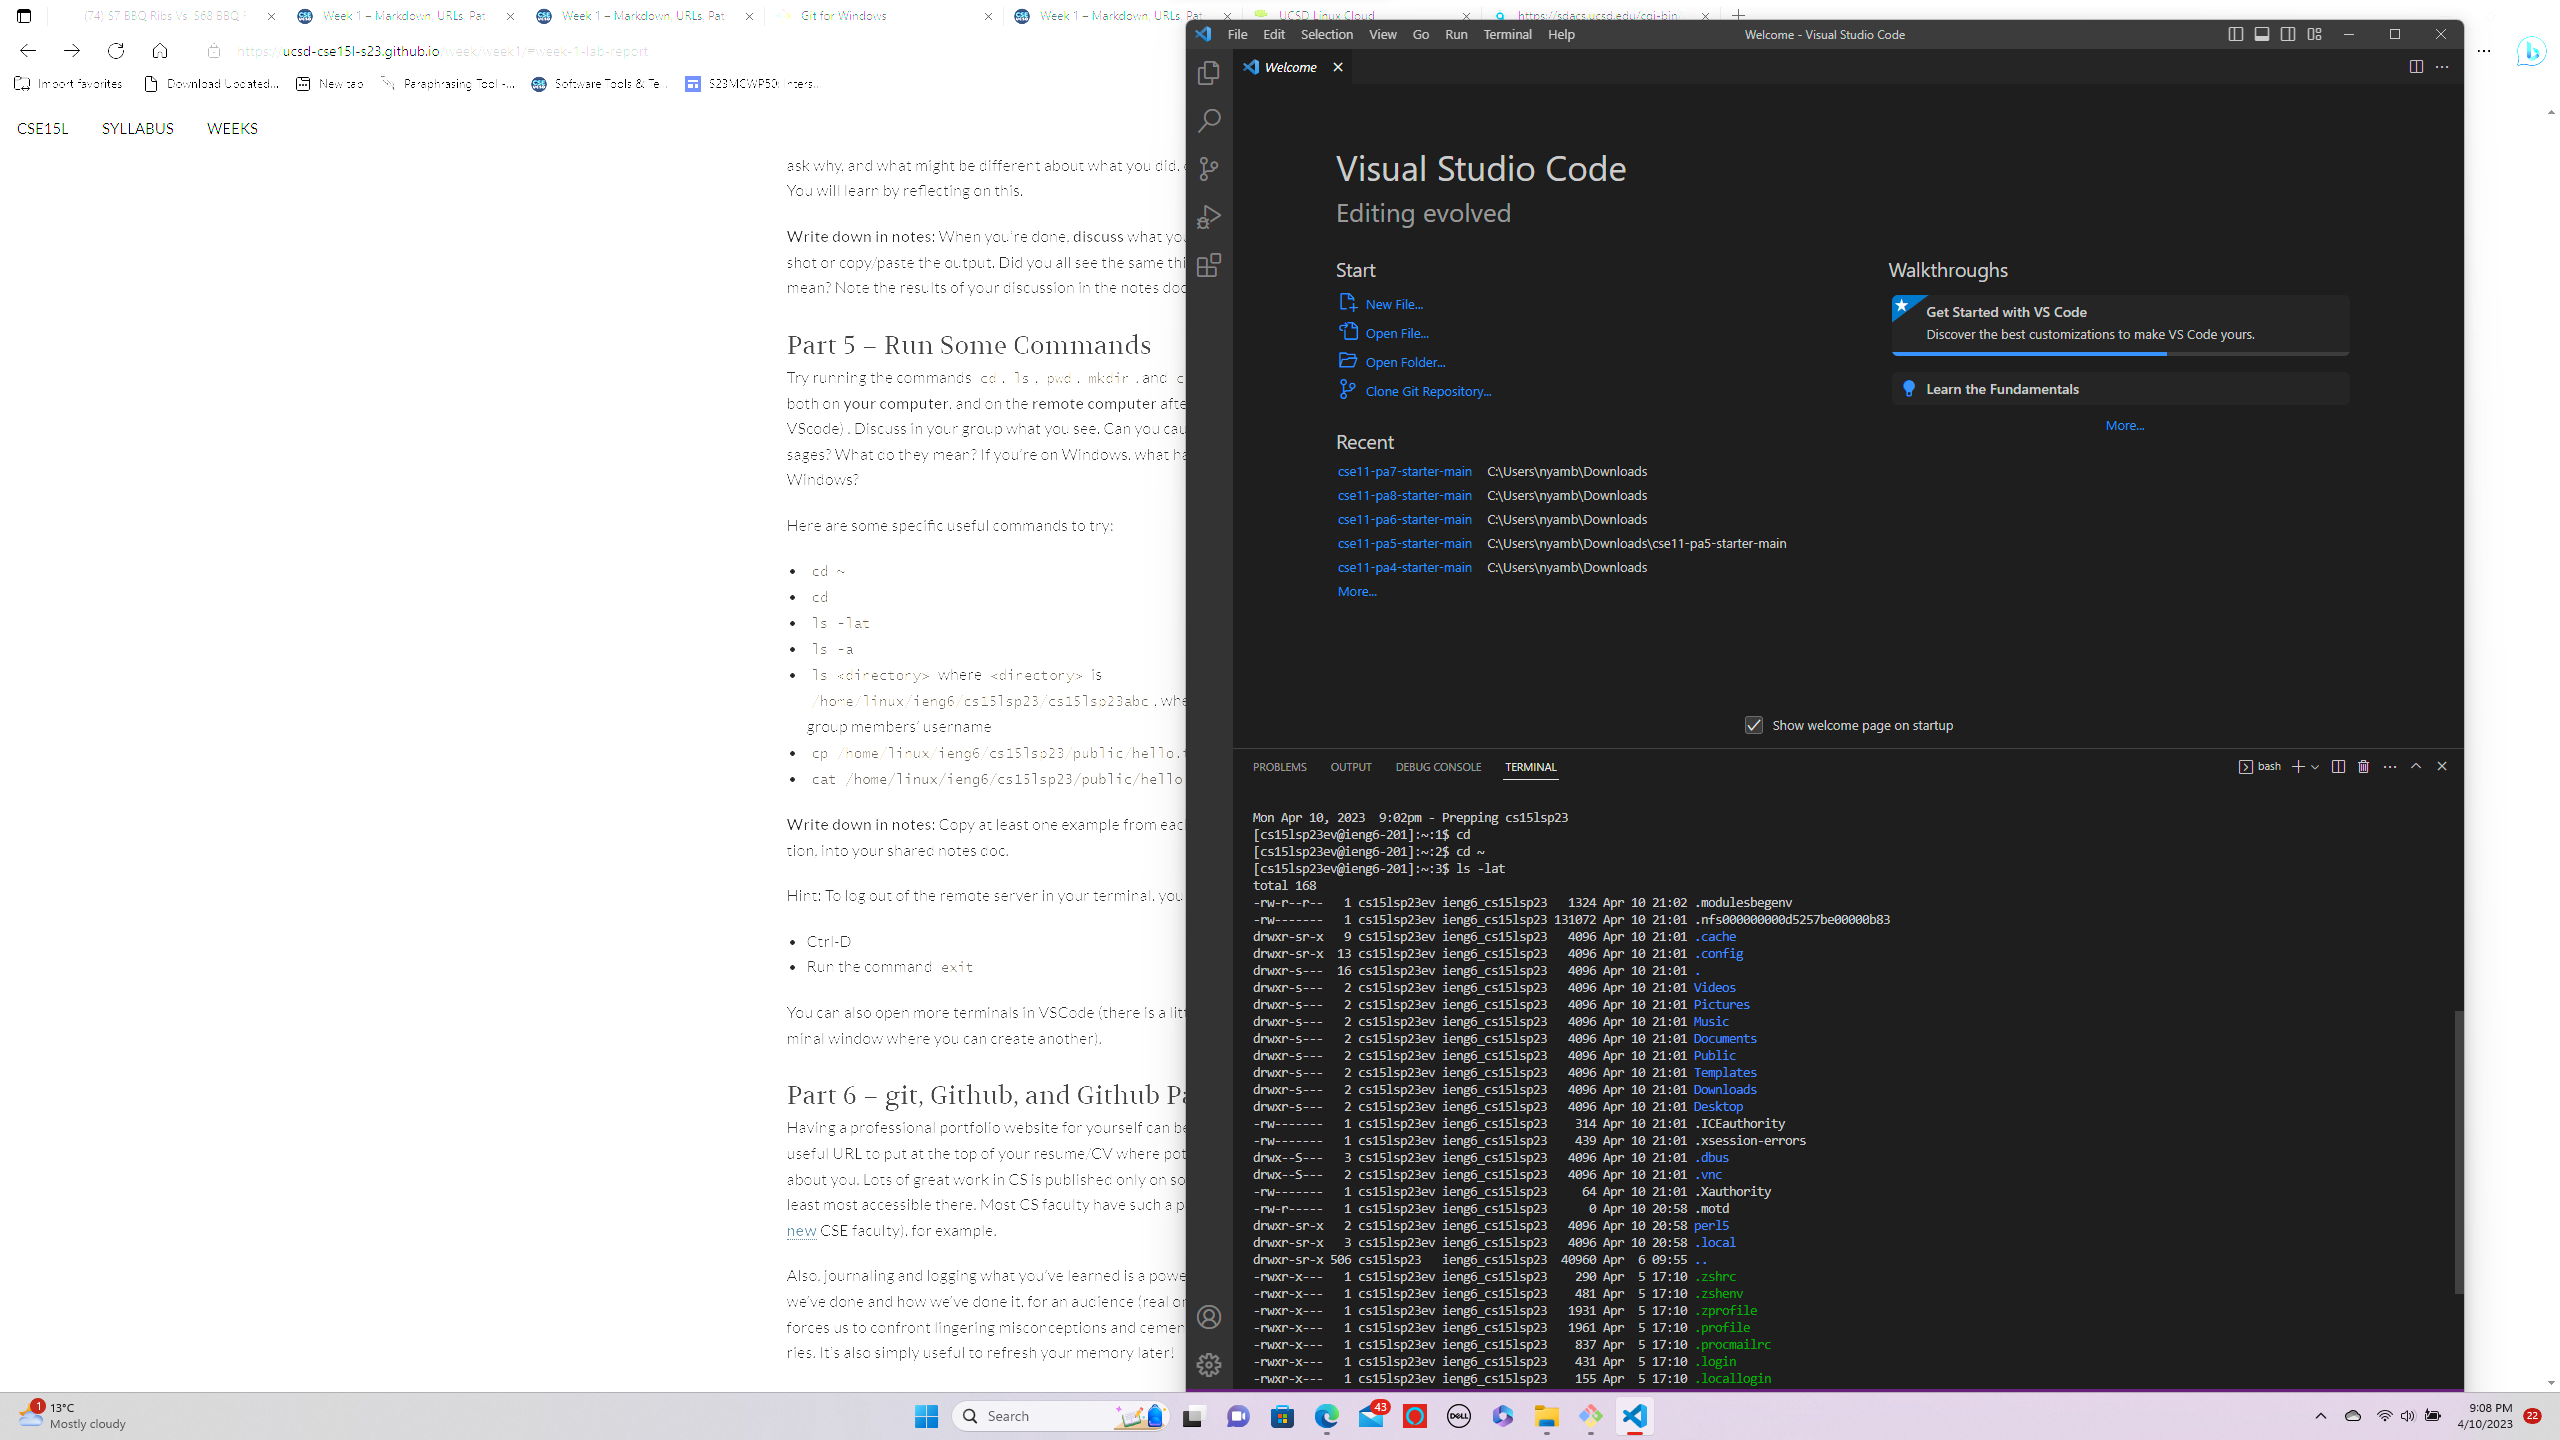 (74) $7 BBQ Ribs Vs. $68 BBQ
Week 1 – Markdown, URLs, Pat
Week 1 – Markdown, URLs, Pat
Git for Windows
Week 1 – Markdown, URLs, Pat
UCSD Linux Cloud
https://sdacs.ucsd.edu/cgi-bin
https://ucsd-cse15l-s23.github.io/week/week1/#week-1-lab-report
Import favorites
Download Updated...
New tab
Paraphrasing Tool -...
Software Tools & Te...
S23MCWP50: Inters...
CSE15L SYLLABUS WEEKS
ask why, and what might be different about what you did,
You will learn by reflecting on this.
Write down in notes: When you're done, discuss what you
shot or copy/paste the output. Did you all see the same thi
mean? Note the results of your discussion in the notes doc
Part 5 – Run Some Commands
Try running the commands cd, ls, pwd, mkdir, and c
both on your computer, and on the remote computer afte
VScode) . Discuss in your group what you see. Can you cau
sages? What do they mean? If you're on Windows, what ha
Windows?
Here are some specific useful commands to try:
• cd ~
• cd
• ls -lat
• ls -a
• ls <directory> where <directory> is
/home/linux/ieng6/cs15lsp23/cs15lsp23abc, whe
group members' username
• cp /home/linux/ieng6/cs15lsp23/public/hello.t
• cat /home/linux/ieng6/cs15lsp23/public/hello
Write down in notes: Copy at least one example from each
tion, into your shared notes doc.
Hint: To log out of the remote server in your terminal, you
• Ctrl-D
• Run the command exit
You can also open more terminals in VSCode (there is a litt
minal window where you can create another).
Part 6 – git, Github, and Github Pa
Having a professional portfolio website for yourself can be
useful URL to put at the top of your resume/CV where pot
about you. Lots of great work in CS is published only on so
least most accessible there. Most CS faculty have such a p
new CSE faculty), for example.
Also, journaling and logging what you've learned is a powe
we've done and how we've done it, for an audience (real or
forces us to confront lingering misconceptions and cemen
ries. It's also simply useful to refresh your memory later!
File Edit Selection View Go Run Terminal Help
Welcome - Visual Studio Code
Welcome
Visual Studio Code
Editing evolved
Start
New File...
Open File...
Open Folder...
Clone Git Repository...
Recent
cse11-pa7-starter-main C:\Users\nyamb\Downloads
cse11-pa8-starter-main C:\Users\nyamb\Downloads
cse11-pa6-starter-main C:\Users\nyamb\Downloads
cse11-pa5-starter-main C:\Users\nyamb\Downloads\cse11-pa5-starter-main
cse11-pa4-starter-main C:\Users\nyamb\Downloads
More...
Walkthroughs
Get Started with VS Code
Discover the best customizations to make VS Code yours.
Learn the Fundamentals
More...
Show welcome page on startup
PROBLEMS OUTPUT DEBUG CONSOLE TERMINAL
bash
Mon Apr 10, 2023  9:02pm - Prepping cs15lsp23
[cs15lsp23ev@ieng6-201]:~:1$ cd
[cs15lsp23ev@ieng6-201]:~:2$ cd ~
[cs15lsp23ev@ieng6-201]:~:3$ ls -lat
total 168
-rw-r--r--   1 cs15lsp23ev ieng6_cs15lsp23   1324 Apr 10 21:02 .modulesbegenv
-rw-------   1 cs15lsp23ev ieng6_cs15lsp23 131072 Apr 10 21:01 .nfs000000000d5257be00000b83
drwxr-sr-x   9 cs15lsp23ev ieng6_cs15lsp23   4096 Apr 10 21:01 .cache
drwxr-sr-x  13 cs15lsp23ev ieng6_cs15lsp23   4096 Apr 10 21:01 .config
drwxr-s---  16 cs15lsp23ev ieng6_cs15lsp23   4096 Apr 10 21:01 .
drwxr-s---   2 cs15lsp23ev ieng6_cs15lsp23   4096 Apr 10 21:01 Videos
drwxr-s---   2 cs15lsp23ev ieng6_cs15lsp23   4096 Apr 10 21:01 Pictures
drwxr-s---   2 cs15lsp23ev ieng6_cs15lsp23   4096 Apr 10 21:01 Music
drwxr-s---   2 cs15lsp23ev ieng6_cs15lsp23   4096 Apr 10 21:01 Documents
drwxr-s---   2 cs15lsp23ev ieng6_cs15lsp23   4096 Apr 10 21:01 Public
drwxr-s---   2 cs15lsp23ev ieng6_cs15lsp23   4096 Apr 10 21:01 Templates
drwxr-s---   2 cs15lsp23ev ieng6_cs15lsp23   4096 Apr 10 21:01 Downloads
drwxr-s---   2 cs15lsp23ev ieng6_cs15lsp23   4096 Apr 10 21:01 Desktop
-rw-------   1 cs15lsp23ev ieng6_cs15lsp23    314 Apr 10 21:01 .ICEauthority
-rw-------   1 cs15lsp23ev ieng6_cs15lsp23    439 Apr 10 21:01 .xsession-errors
drwx--S---   3 cs15lsp23ev ieng6_cs15lsp23   4096 Apr 10 21:01 .dbus
drwx--S---   2 cs15lsp23ev ieng6_cs15lsp23   4096 Apr 10 21:01 .vnc
-rw-------   1 cs15lsp23ev ieng6_cs15lsp23     64 Apr 10 21:01 .Xauthority
-rw-r-----   1 cs15lsp23ev ieng6_cs15lsp23      0 Apr 10 20:58 .motd
drwxr-sr-x   2 cs15lsp23ev ieng6_cs15lsp23   4096 Apr 10 20:58 perl5
drwxr-sr-x   3 cs15lsp23ev ieng6_cs15lsp23   4096 Apr 10 20:58 .local
drwxr-sr-x 506 cs15lsp23   ieng6_cs15lsp23  40960 Apr  6 09:55 ..
-rwxr-x---   1 cs15lsp23ev ieng6_cs15lsp23    290 Apr  5 17:10 .zshrc
-rwxr-x---   1 cs15lsp23ev ieng6_cs15lsp23    481 Apr  5 17:10 .zshenv
-rwxr-x---   1 cs15lsp23ev ieng6_cs15lsp23   1931 Apr  5 17:10 .zprofile
-rwxr-x---   1 cs15lsp23ev ieng6_cs15lsp23   1961 Apr  5 17:10 .profile
-rwxr-x---   1 cs15lsp23ev ieng6_cs15lsp23    837 Apr  5 17:10 .procmailrc
-rwxr-x---   1 cs15lsp23ev ieng6_cs15lsp23    431 Apr  5 17:10 .login
-rwxr-x---   1 cs15lsp23ev ieng6_cs15lsp23    155 Apr  5 17:10 .locallogin
1
13°C
Mostly cloudy
Search
43
DELL
9:08 PM
4/10/2023
22